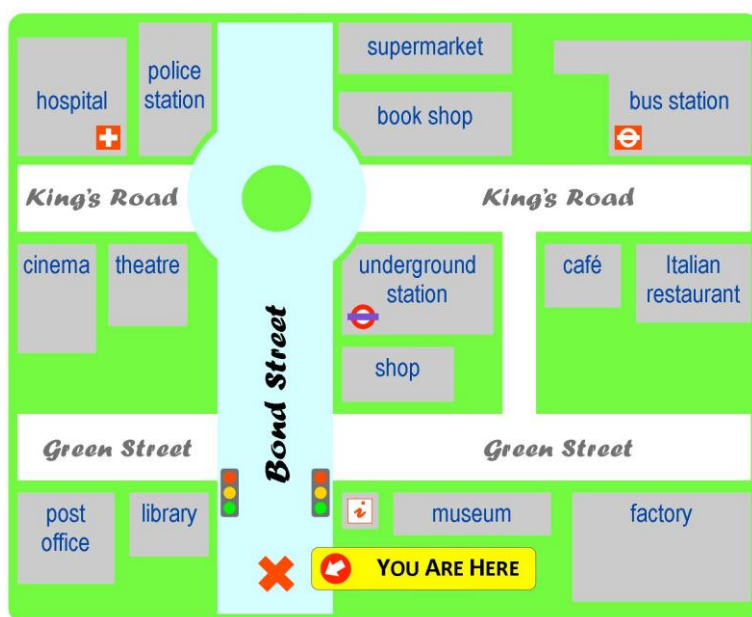 supermarket
police
station
hospital
book shop
bus station
King's Road
King's Road
cinema
theatre
underground
station
café
Italian
restaurant
shop
Bond Street
Green Street
Green Street
post
office
library
i
museum
factory
YOU ARE HERE